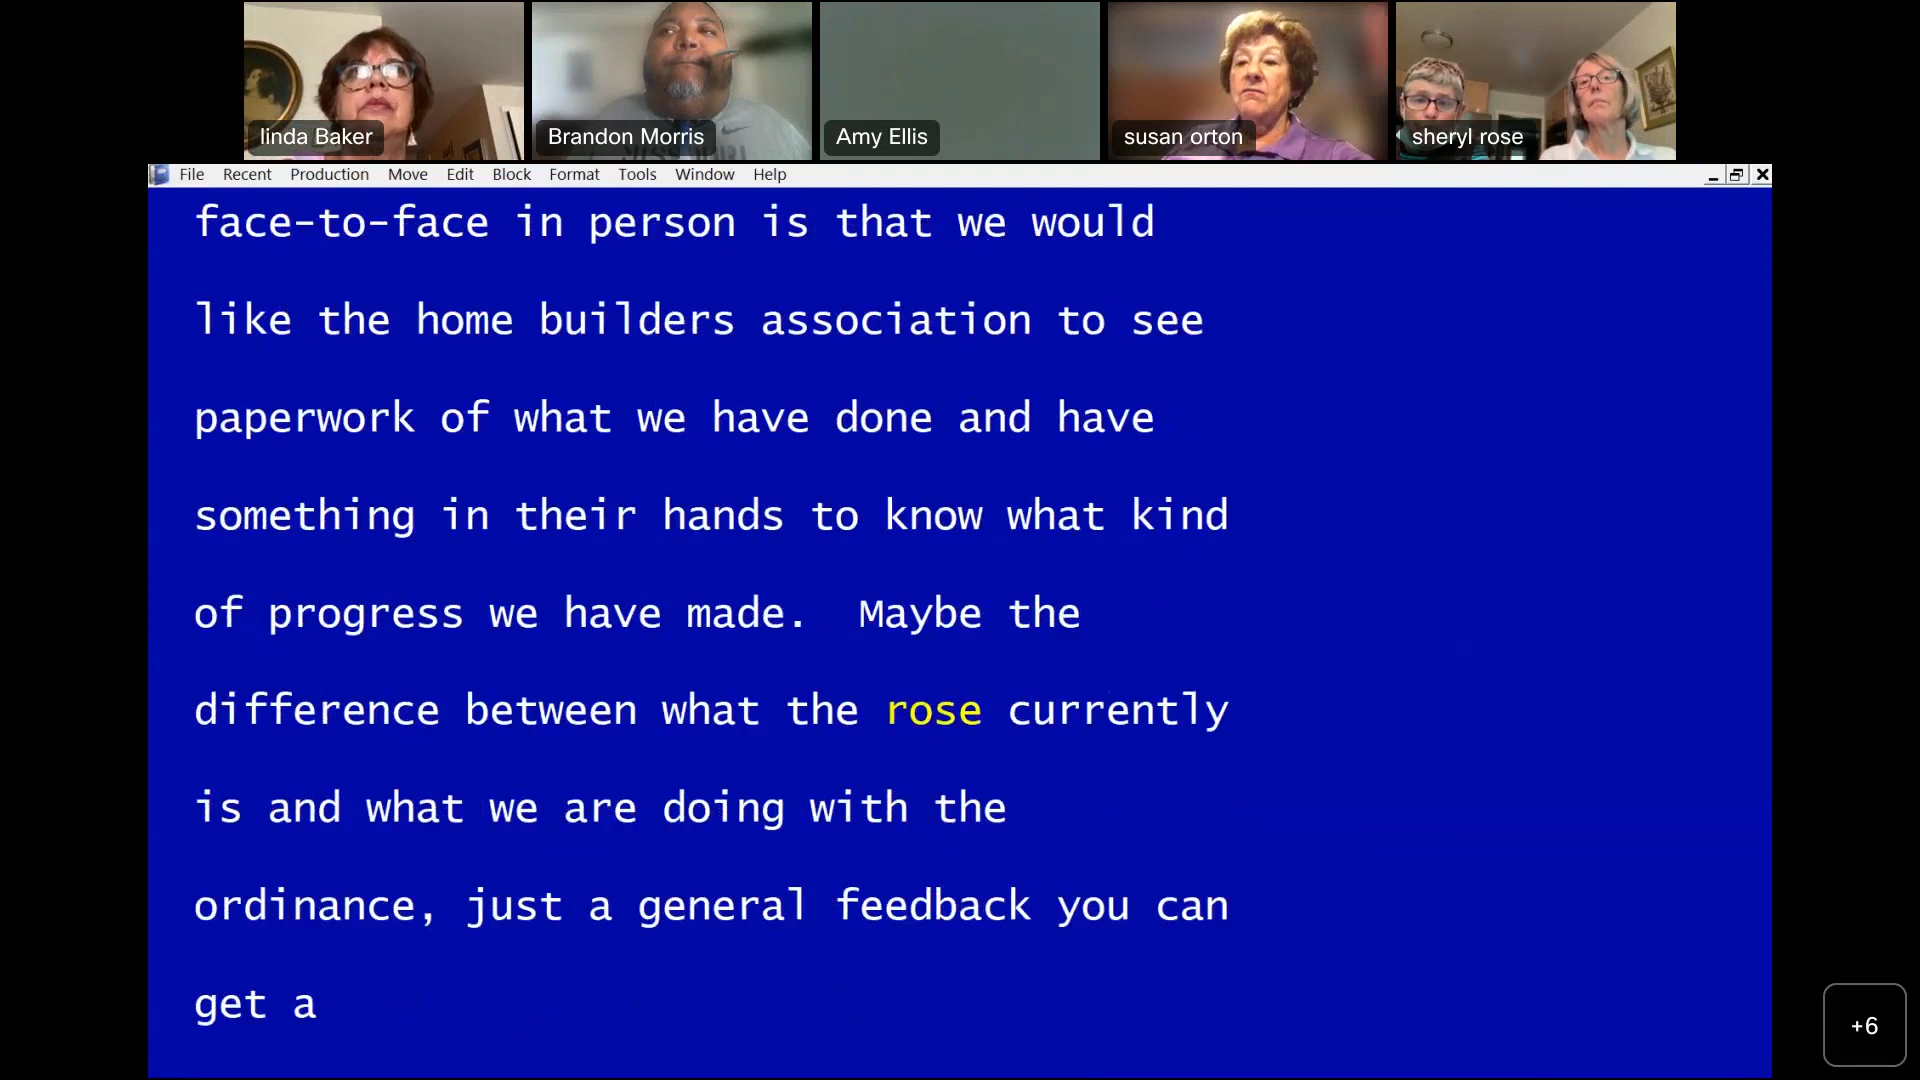 linda Baker
Brandon Morris
Amy Ellis
susan orton
sheryl rose
File Recent Production Move Edit Block Format Tools Window Help
face-to-face in person is that we would
like the home builders association to see
paperwork of what we have done and have
something in their hands to know what kind
of progress we have made.  Maybe the
difference between what the rose currently
is and what we are doing with the
ordinance, just a general feedback you can
get a
+6